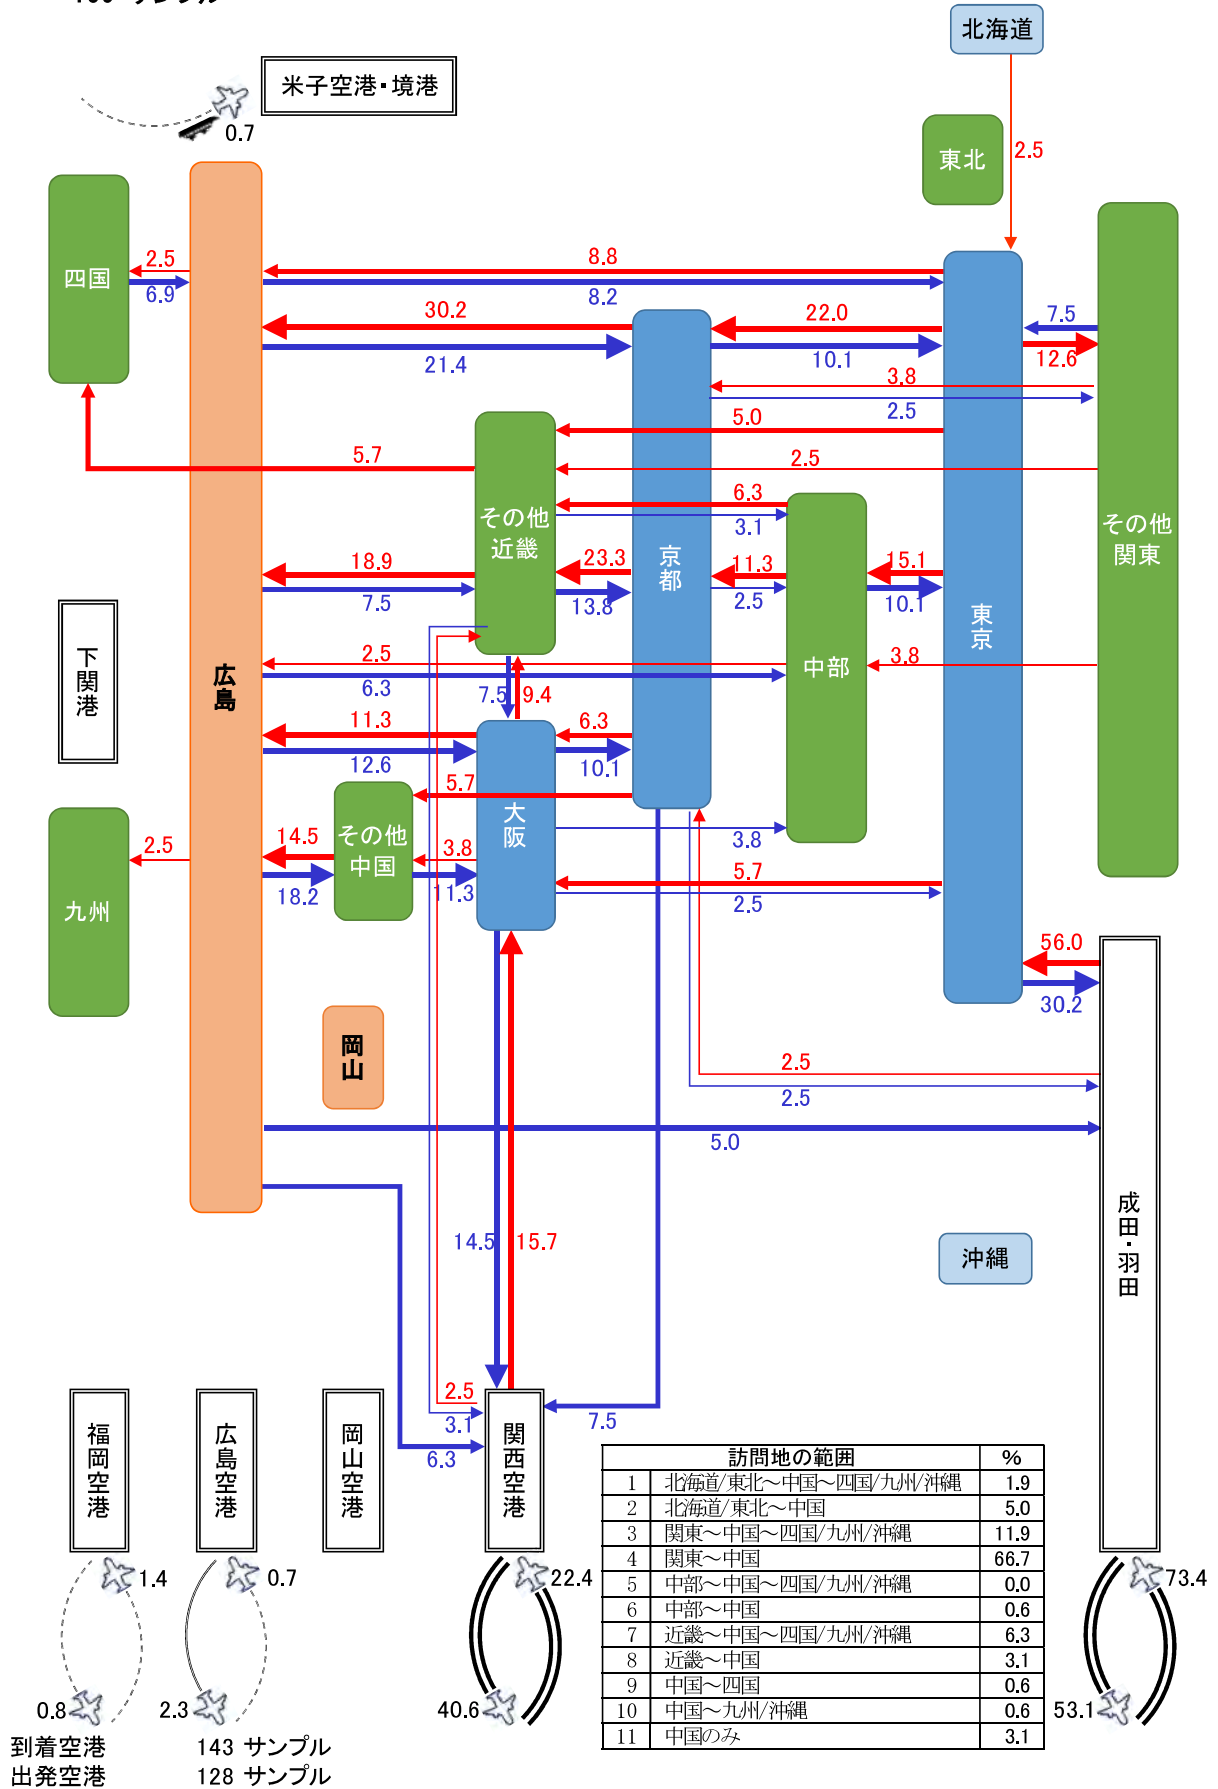 北海道
米子空港・境港
0.7
東北
2.5
四国
2.5
6.9
8.8
8.2
30.2
21.4
22.0
10.1
7.5
12.6
3.8
2.5
5.0
5.7
2.5
その他
近畿
6.3
3.1
京
都
その他
関東
18.9
7.5
23.3
13.8
11.3
2.5
15.1
10.1
東
京
下
関
港
広
島
2.5
6.3
中部
3.8
7.5
9.4
11.3
12.6
6.3
10.1
大
阪
5.7
3.8
その他
中国
14.5
18.2
3.8
11.3
5.7
2.5
2.5
九州
56.0
30.2
岡
山
2.5
2.5
5.0
14.5
15.7
沖縄
成
田
・
羽
田
2.5
3.1
6.3
7.5
福
岡
空
港
広
島
空
港
岡
山
空
港
関
西
空
港
訪問地の範囲 %
1 北海道/東北～中国～四国/九州/沖縄 1.9
2 北海道/東北～中国 5.0
3 関東～中国～四国/九州/沖縄 11.9
4 関東～中国 66.7
5 中部～中国～四国/九州/沖縄 0.0
6 中部～中国 0.6
7 近畿～中国～四国/九州/沖縄 6.3
8 近畿～中国 3.1
9 中国～四国 0.6
10 中国～九州/沖縄 0.6
11 中国のみ 3.1
1.4
0.7
22.4
73.4
0.8
2.3
40.6
53.1
到着空港 143 サンプル
出発空港 128 サンプル